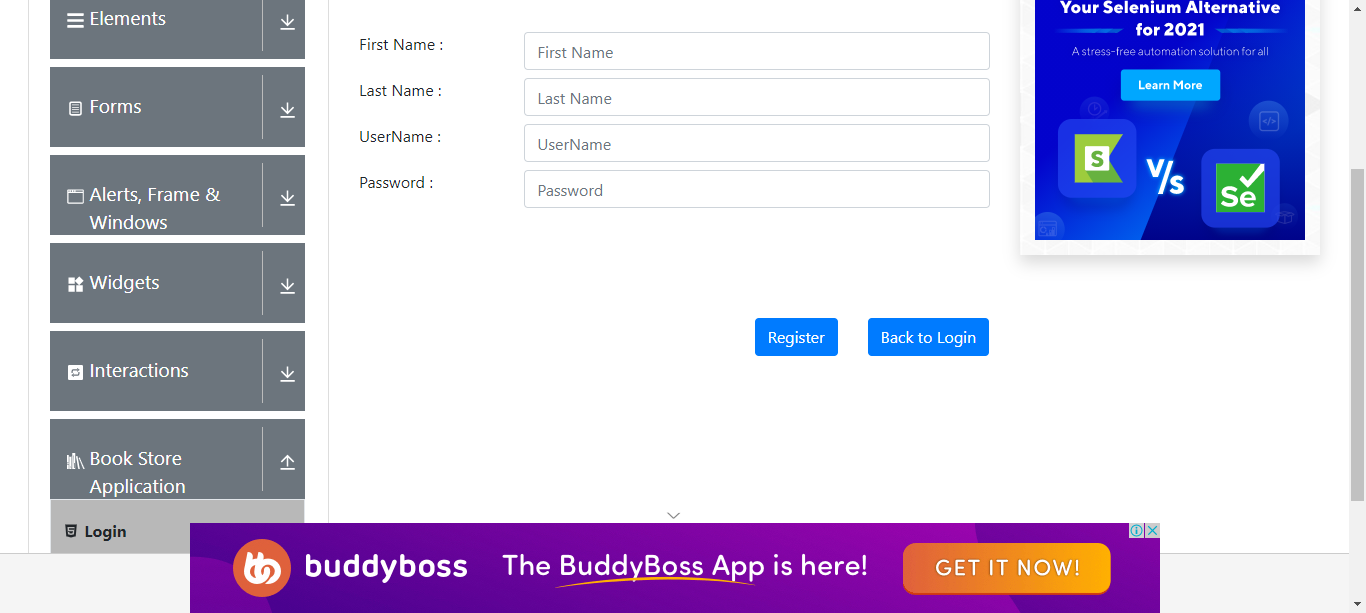 Elements
Forms
Alerts, Frame &
Windows
Widgets
Interactions
Book Store
Application
Login
First Name :
First Name
Last Name :
Last Name
UserName :
UserName
Password :
Password
Register
Back to Login
Your Selenium Alternative
for 2021
A stress-free automation solution for all
Learn More
S
V/s
Se
buddyboss
The BuddyBoss App is here!
GET IT NOW!